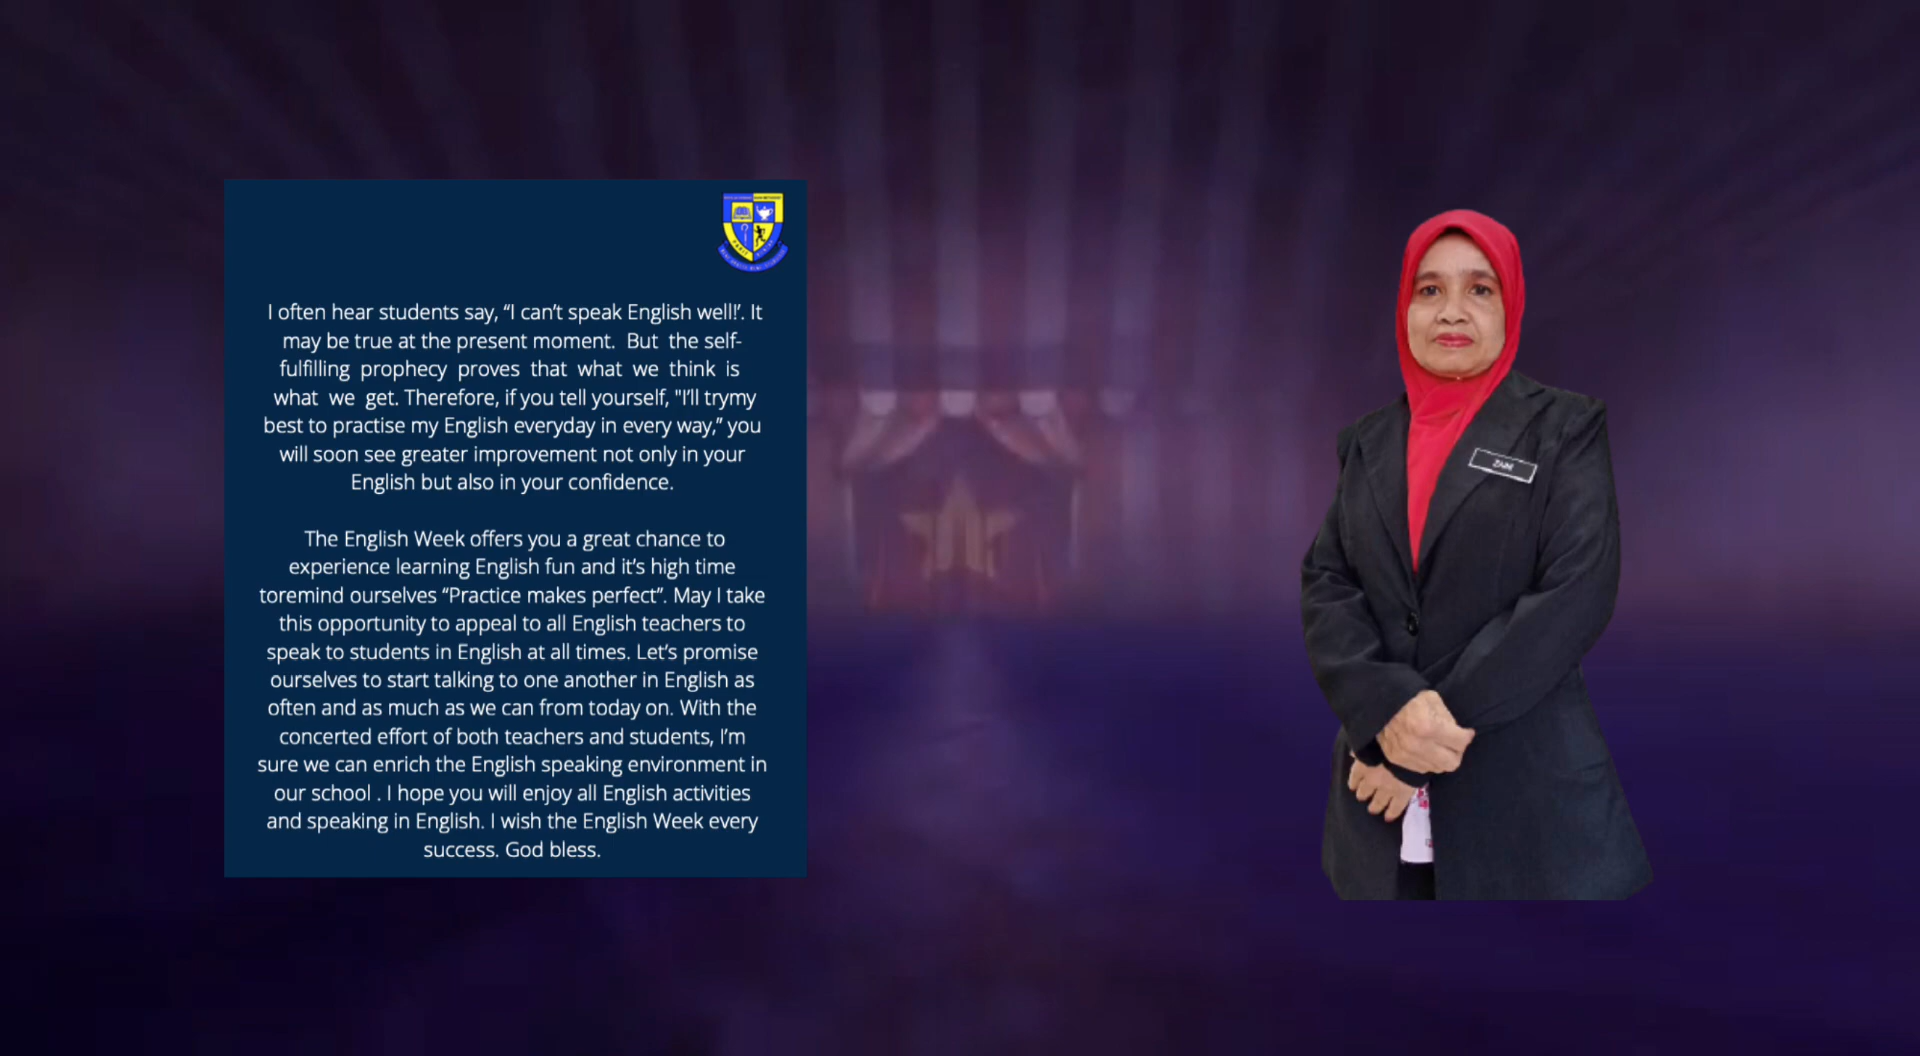 I often hear students say, “I can’t speak English well!’. It
may be true at the present moment. But the self-
fulfilling prophecy proves that what we think is
what we get. Therefore, if you tell yourself, "I’ll trymy
best to practise my English everyday in every way,” you
will soon see greater improvement not only in your
English but also in your confidence.
The English Week offers you a great chance to
experience learning English fun and it’s high time
toremind ourselves “Practice makes perfect”. May I take
this opportunity to appeal to all English teachers to
speak to students in English at all times. Let’s promise
ourselves to start talking to one another in English as
often and as much as we can from today on. With the
concerted effort of both teachers and students, I’m
sure we can enrich the English speaking environment in
our school . I hope you will enjoy all English activities
and speaking in English. I wish the English Week every
success. God bless.